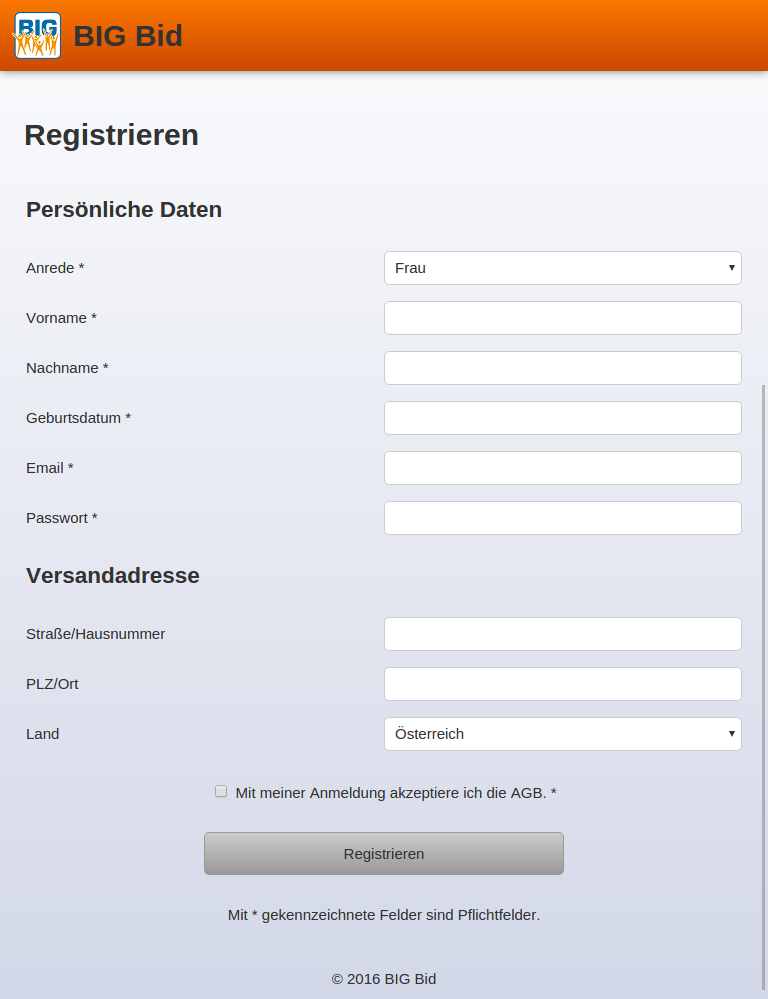 BIG
BIG Bid
Registrieren
Persönliche Daten
Anrede *
Frau
Vorname *
Nachname *
Geburtsdatum *
Email *
Passwort *
Versandadresse
Straße/Hausnummer
PLZ/Ort
Land
Österreich
Mit meiner Anmeldung akzeptiere ich die AGB. *
Registrieren
Mit * gekennzeichnete Felder sind Pflichtfelder.
© 2016 BIG Bid